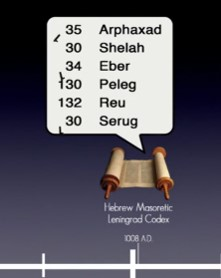 35 Arphaxad
30 Shelah
34 Eber
130 Peleg
132 Reu
30 Serug
Hebrew Masoretic
Leningrad Codex
1008 A.D.